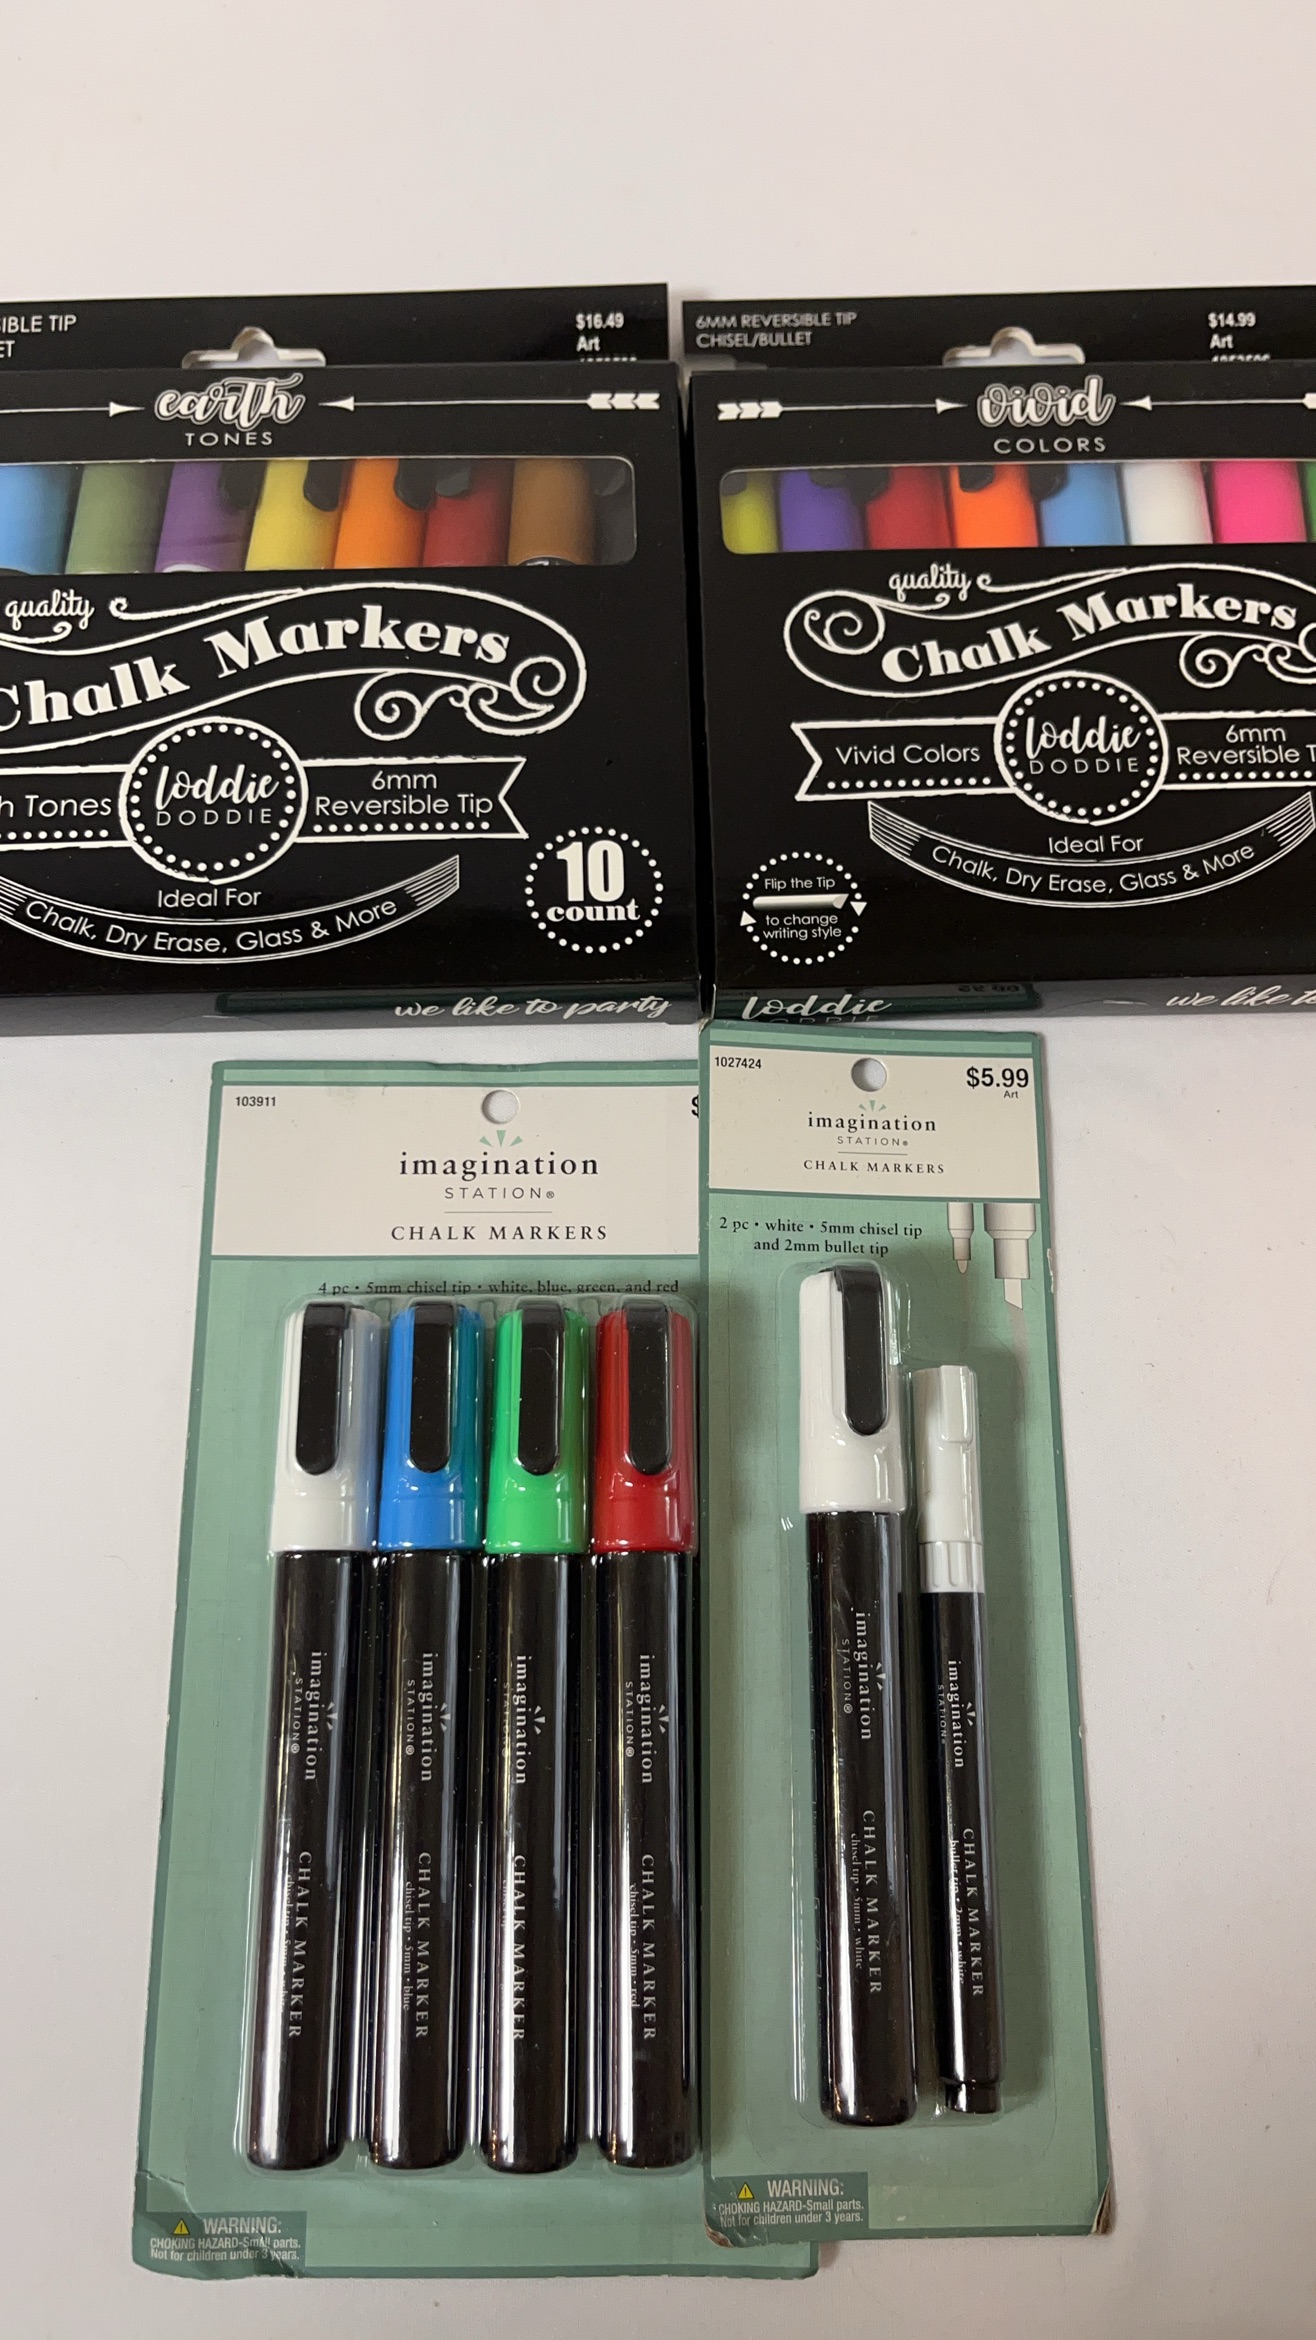 IBLE TIP
ET
$16.49
Art
earth
TONES
quality
Chalk Markers
h Tones
loddie
DODDIE
6mm
Reversible Tip
Ideal For
Chalk, Dry Erase, Glass & More
10
count
we like to party
6MM REVERSIBLE TIP
CHISEL/BULLET
$14.99
Art
vivid
COLORS
quality
Chalk Markers
Vivid Colors
loddie
DODDIE
6mm
Reversible T
Ideal For
Chalk, Dry Erase, Glass & More
Flip the Tip
to change
writing style
loddie
we like t
103911
$
imagination
STATION®
CHALK MARKERS
4 pc • 5mm chisel tip • white, blue, green, and red
imagination
STATION®
CHALK MARKER
imagination
STATION®
CHALK MARKER
chisel tip • 5mm • blue
imagination
STATION®
CHALK MARKER
imagination
STATION®
CHALK MARKER
chisel tip • 5mm • red
WARNING:
CHOKING HAZARD-Small parts.
Not for children under 3 years.
1027424
$5.99
Art
imagination
STATION®
CHALK MARKERS
2 pc • white • 5mm chisel tip
and 2mm bullet tip
imagination
STATION®
CHALK MARKER
chisel tip • 5mm • white
imagination
STATION®
CHALK MARKER
bullet tip • 2mm • white
WARNING:
CHOKING HAZARD-Small parts.
Not for children under 3 years.